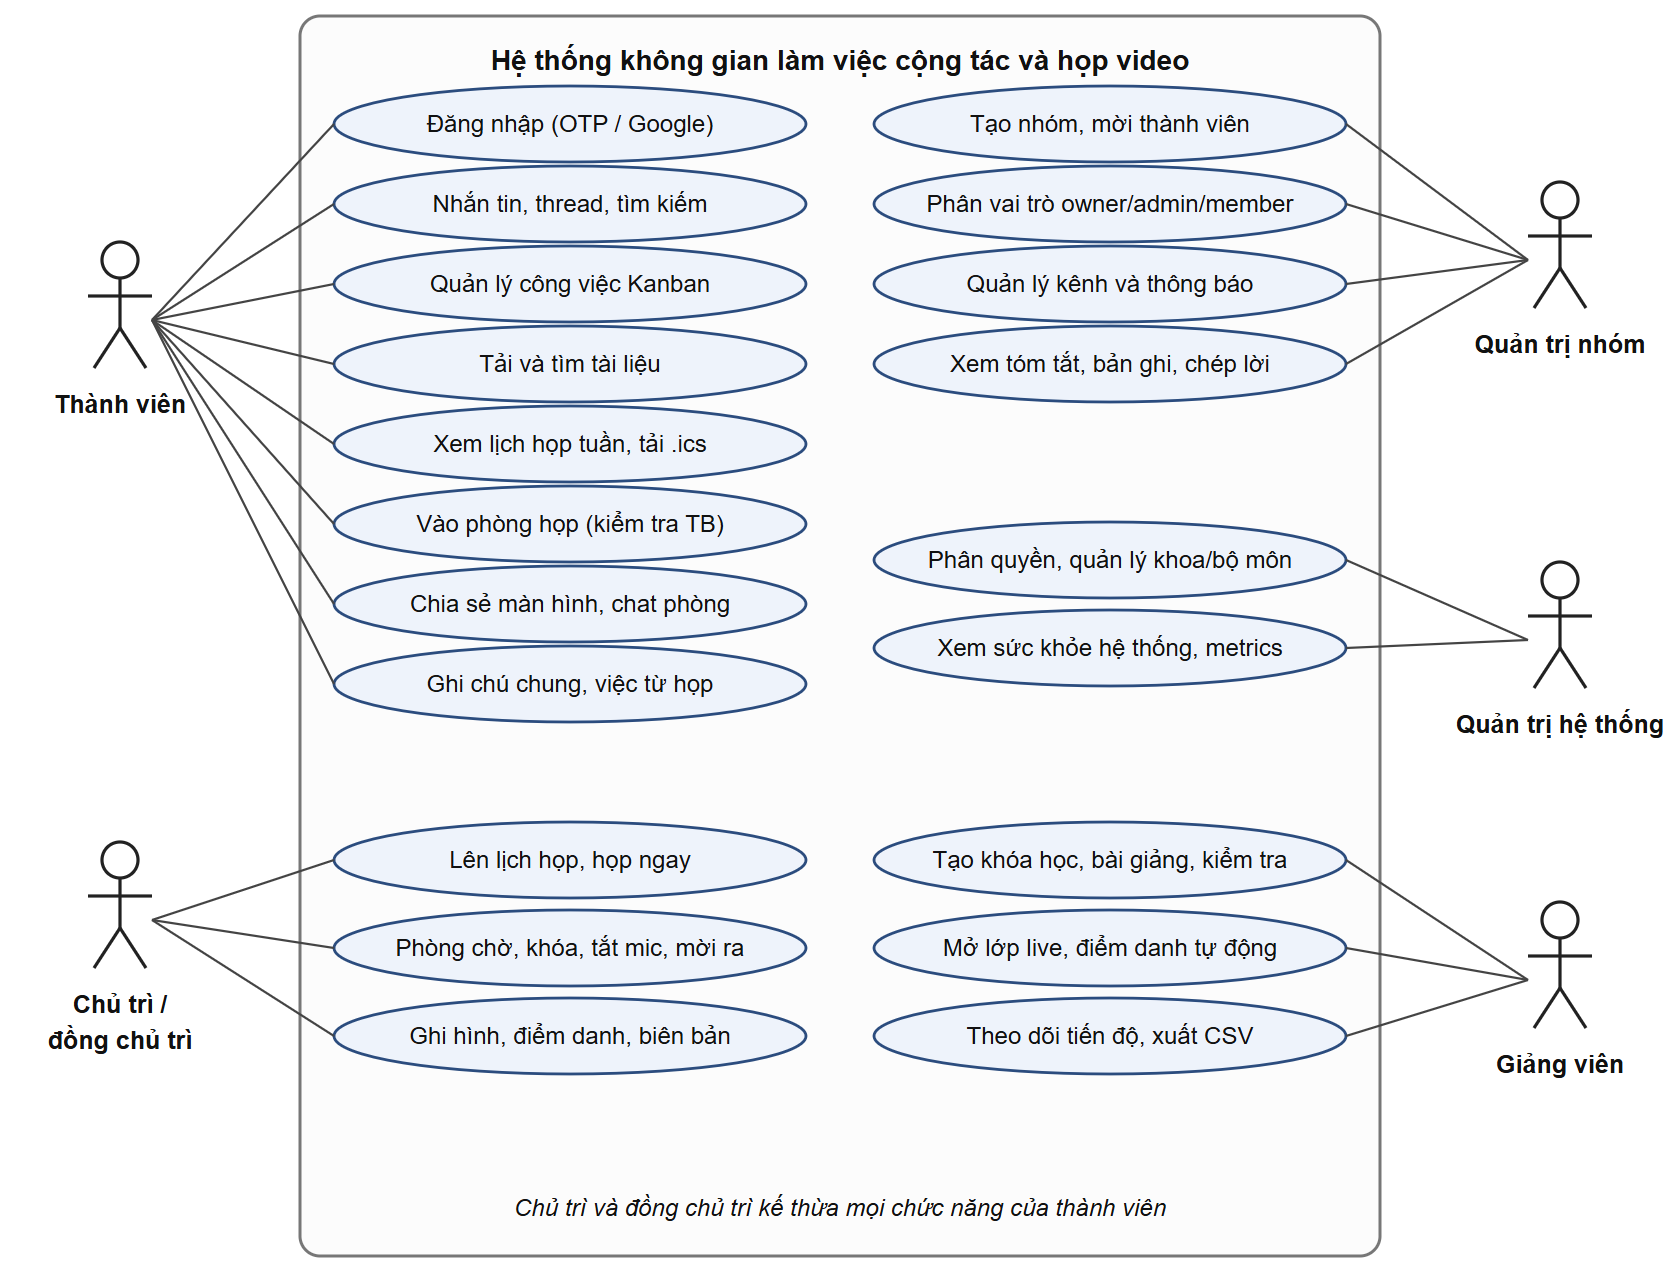 Hệ thống không gian làm việc cộng tác và họp video
Đăng nhập (OTP / Google)
Nhắn tin, thread, tìm kiếm
Quản lý công việc Kanban
Tải và tìm tài liệu
Xem lịch họp tuần, tải .ics
Vào phòng họp (kiểm tra TB)
Chia sẻ màn hình, chat phòng
Ghi chú chung, việc từ họp
Thành viên
Tạo nhóm, mời thành viên
Phân vai trò owner/admin/member
Quản lý kênh và thông báo
Xem tóm tắt, bản ghi, chép lời
Quản trị nhóm
Phân quyền, quản lý khoa/bộ môn
Xem sức khỏe hệ thống, metrics
Quản trị hệ thống
Lên lịch họp, họp ngay
Phòng chờ, khóa, tắt mic, mời ra
Ghi hình, điểm danh, biên bản
Chủ trì /
đồng chủ trì
Tạo khóa học, bài giảng, kiểm tra
Mở lớp live, điểm danh tự động
Theo dõi tiến độ, xuất CSV
Giảng viên
Chủ trì và đồng chủ trì kế thừa mọi chức năng của thành viên